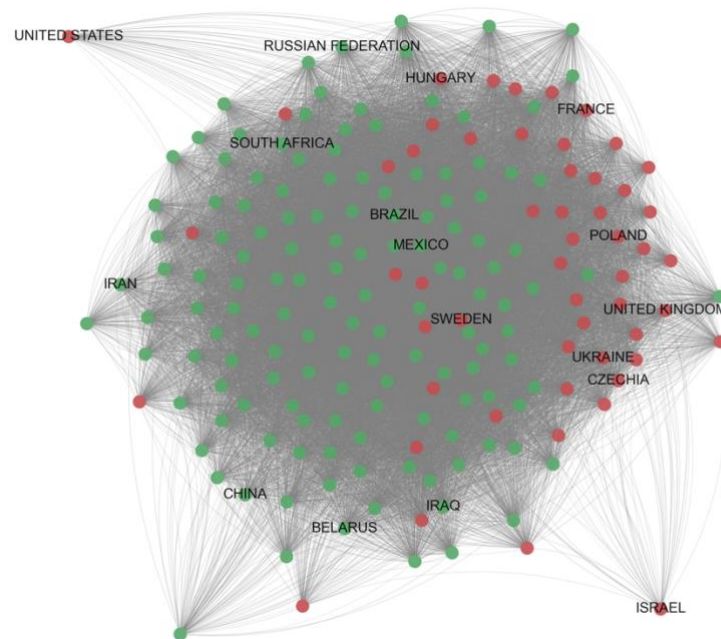 UNITED STATES
RUSSIAN FEDERATION
HUNGARY
FRANCE
SOUTH AFRICA
BRAZIL
POLAND
MEXICO
IRAN
UNITED KINGDOM
SWEDEN
UKRAINE
CZECHIA
CHINA
IRAQ
BELARUS
ISRAEL